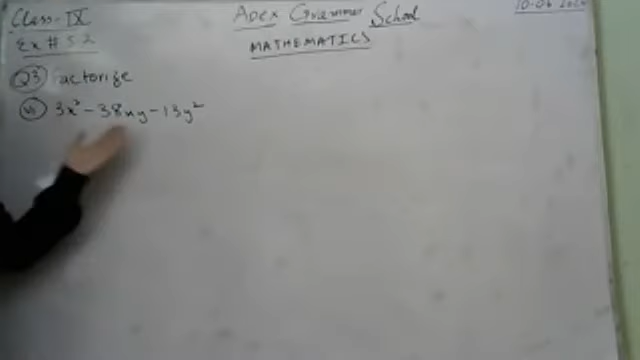 Class-IX
Apex Grammar School
Ex # 5.2
MATHEMATICS
Q3 actorize
3x² - 38xy - 13y²